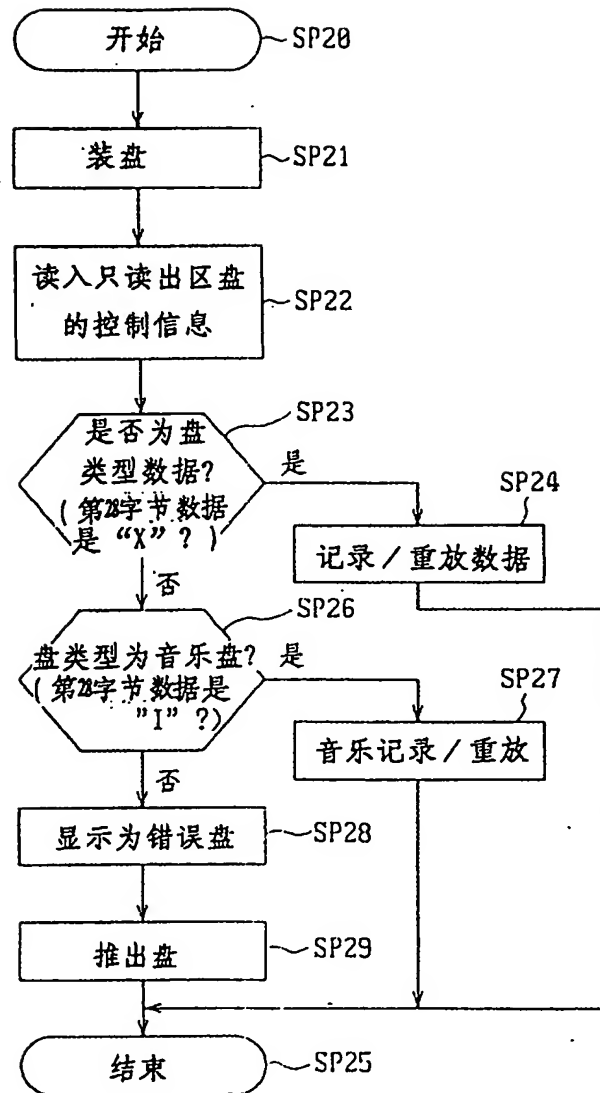 开始
SP20
装盘
SP21
读入只读出区盘
的控制信息
SP22
SP23
是否为盘
类型数据?
(第28字节数据
是“X”?)
是
SP24
记录/重放数据
否
SP26
盘类型为音乐盘?
(第28字节数据是
"I"?)
是
SP27
音乐记录/重放
否
显示为错误盘
SP28
推出盘
SP29
结束
SP25